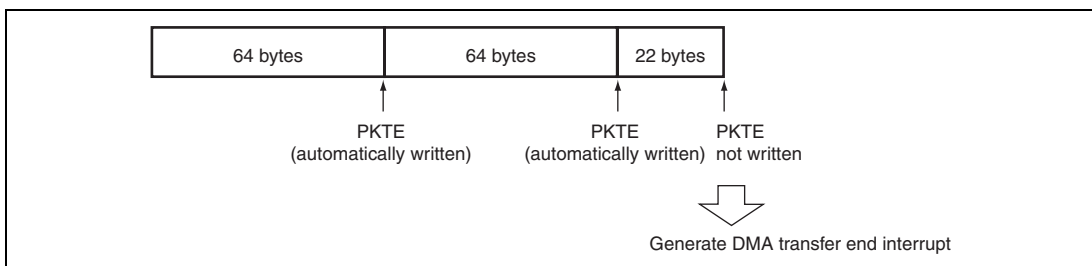 64 bytes 64 bytes 22 bytes
PKTE PKTE PKTE
(automatically written) (automatically written) not written
Generate DMA transfer end interrupt